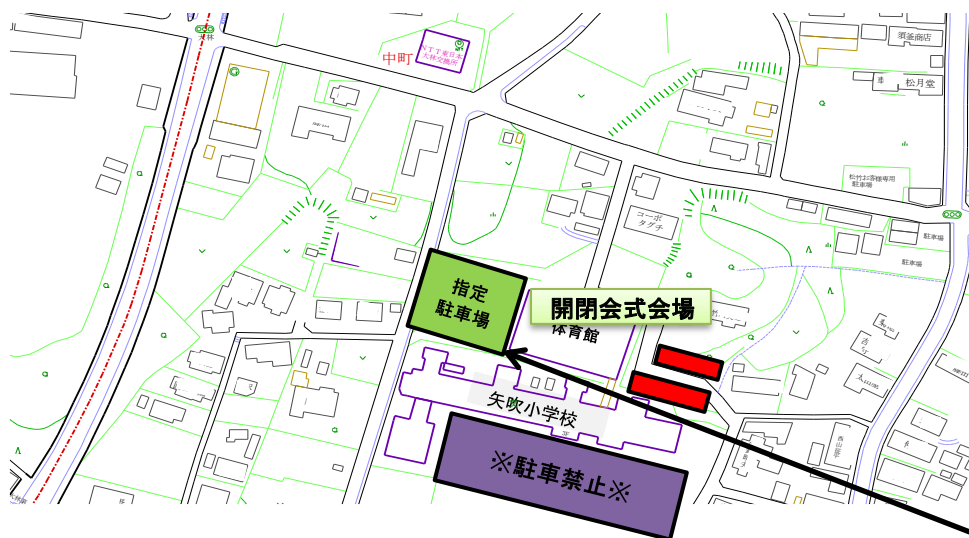 須釜商店
大林
NTT東日本
大林交換所
中町
松月堂
松竹お客様専用
駐車場
コーポ
タグチ
駐車場
駐車場
指定
駐車場
開閉会式会場
体育館
矢吹小学校
※駐車禁止※